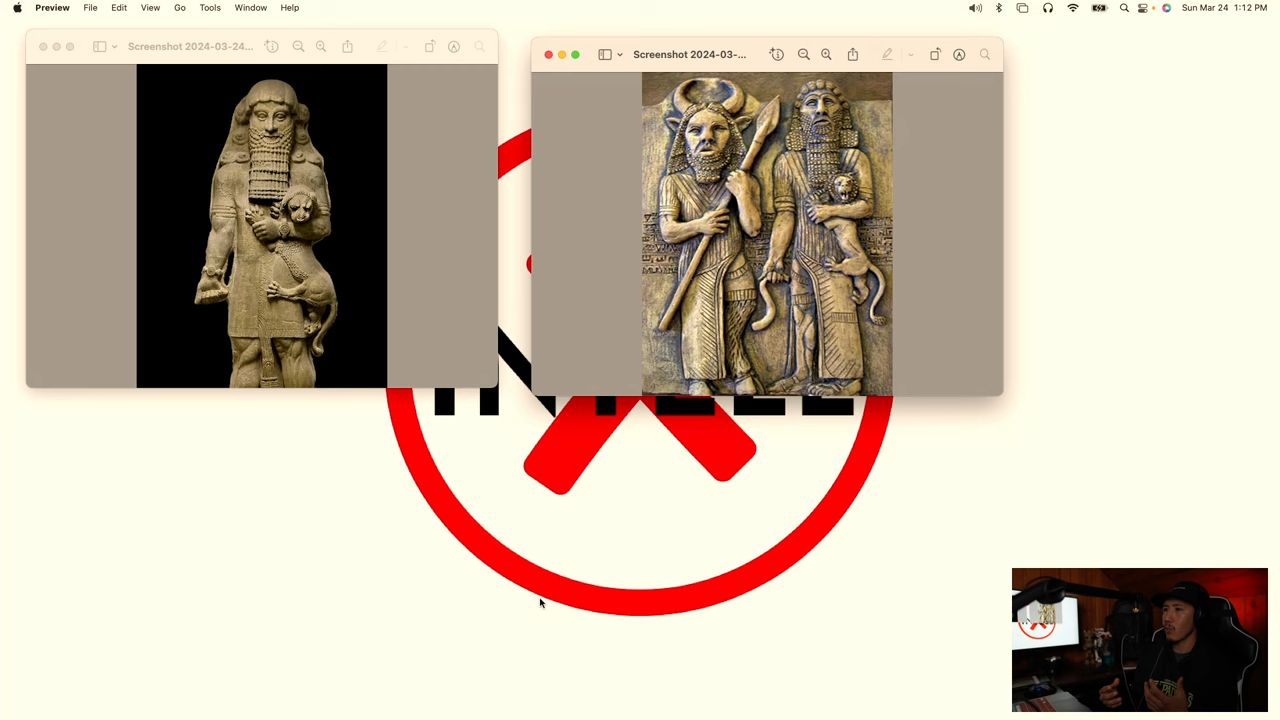 Preview File Edit View Go Tools Window Help Sun Mar 24 1:12 PM
Screenshot 2024-03-24...
Screenshot 2024-03-...